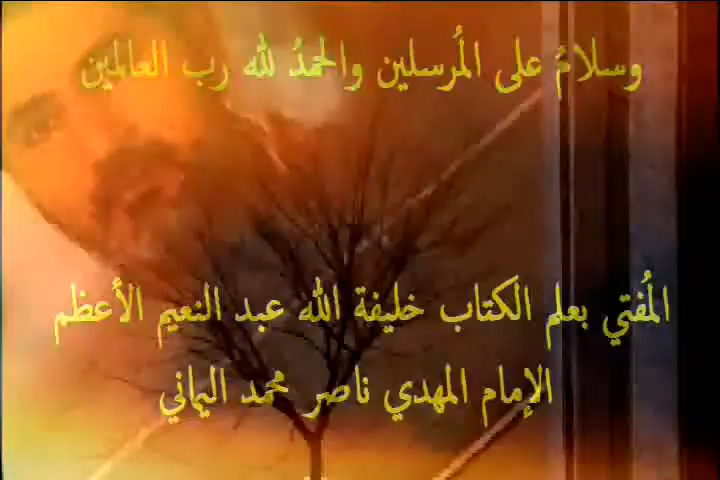 وسلامٌ على المُرسلين والحمدُ لله رب العالمين
المُفتي بعلم الكتاب خليفة الله عبد النعيم الأعظم
الإمام المهدي ناصر محمد اليماني